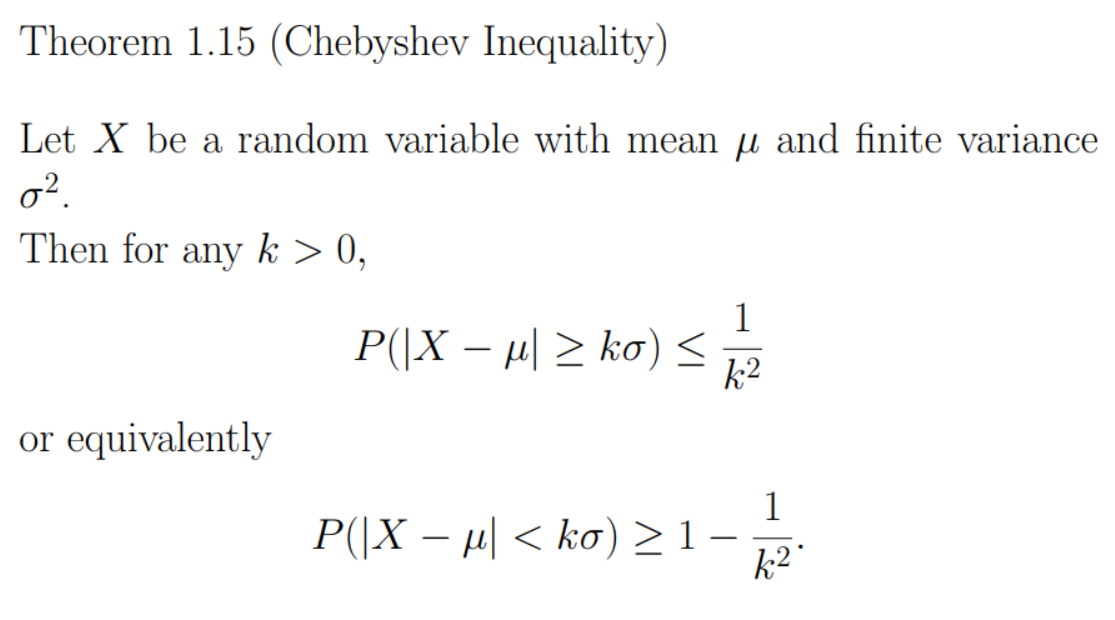 Theorem 1.15 (Chebyshev Inequality)
Let X be a random variable with mean μ and finite variance
σ².
Then for any k > 0,
P(|X − μ| ≥ kσ) ≤ 1/k²
or equivalently
P(|X − μ| < kσ) ≥ 1 − 1/k².